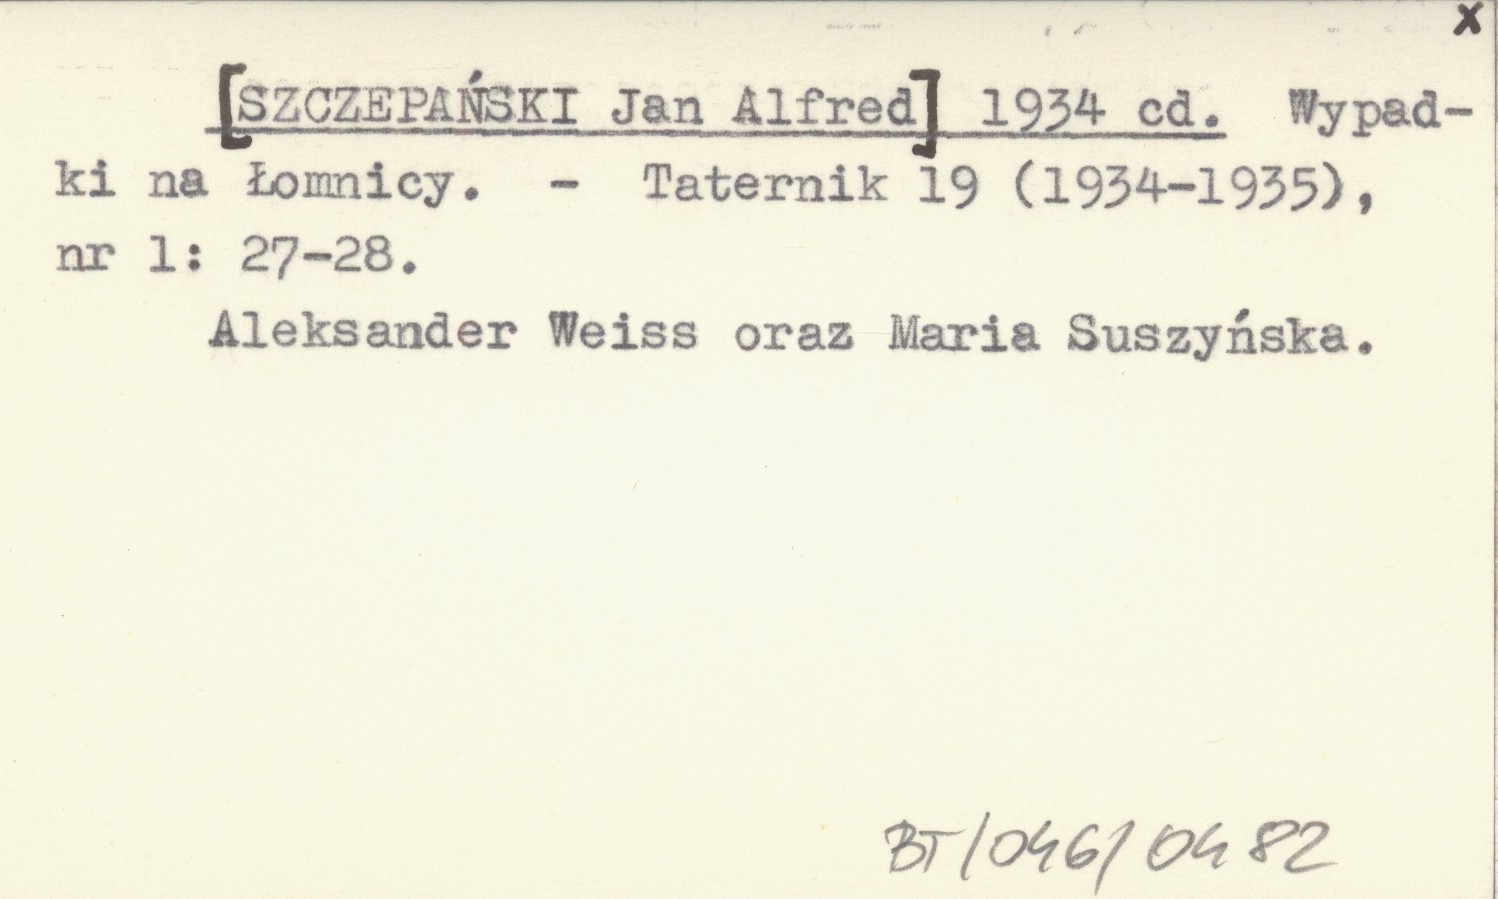 x
[SZCZEPAŃSKI Jan Alfred] 1934 cd. Wypad-
ki na Łomnicy. - Taternik 19 (1934-1935),
nr 1: 27-28.
Aleksander Weiss oraz Maria Suszyńska.
BT/046/0482